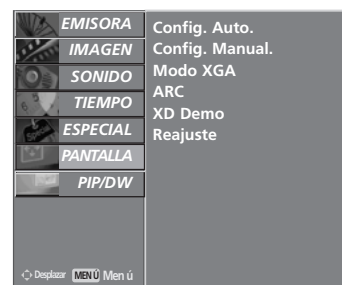 EMISORA
IMAGEN
SONIDO
TIEMPO
ESPECIAL
PANTALLA
PIP/DW
Config. Auto.
Config. Manual.
Modo XGA
ARC
XD Demo
Reajuste
Desplazar MENÚ Menú